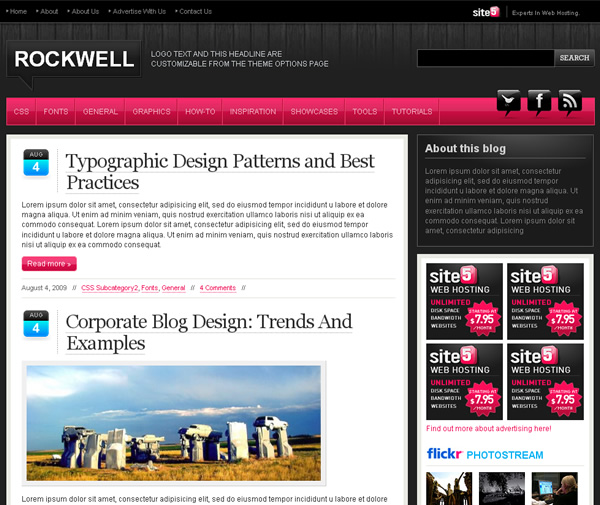 Home About About Us Advertise With Us Contact Us
site5 Experts In Web Hosting.
ROCKWELL
LOGO TEXT AND THIS HEADLINE ARE
CUSTOMIZABLE FROM THE THEME OPTIONS PAGE
SEARCH
CSS FONTS GENERAL GRAPHICS HOW-TO INSPIRATION SHOWCASES TOOLS TUTORIALS
AUG
4
Typographic Design Patterns and Best
Practices
Lorem ipsum dolor sit amet, consectetur adipisicing elit, sed do eiusmod tempor incididunt ut labore et dolore
magna aliqua. Ut enim ad minim veniam, quis nostrud exercitation ullamco laboris nisi ut aliquip ex ea
commodo consequat. Lorem ipsum dolor sit amet, consectetur adipisicing elit, sed do eiusmod tempor
incididunt ut labore et dolore magna aliqua. Ut enim ad minim veniam, quis nostrud exercitation ullamco
laboris nisi ut aliquip ex ea commodo consequat.
Read more »
August 4, 2009 // CSS Subcategory2, Fonts, General // 4 Comments //
AUG
4
Corporate Blog Design: Trends And
Examples
Lorem ipsum dolor sit amet, consectetur adipisicing elit, sed do eiusmod tempor incididunt ut labore et dolore
About this blog
Lorem ipsum dolor sit amet, consectetur
adipisicing elit, sed do eiusmod tempor
incididunt ut labore et dolore magna aliqua.
Ut enim ad minim veniam, quis nostrud
exercitation ullamco laboris nisi ut aliquip ex ea
commodo consequat. Lorem ipsum dolor sit
amet, consectetur adipisicing
site5
WEB HOSTING
UNLIMITED
DISK SPACE
BANDWIDTH
WEBSITES
STARTING AT
$7.95
/MONTH
site5
WEB HOSTING
UNLIMITED
DISK SPACE
BANDWIDTH
WEBSITES
STARTING AT
$7.95
/MONTH
site5
WEB HOSTING
UNLIMITED
DISK SPACE
BANDWIDTH
WEBSITES
STARTING AT
$7.95
/MONTH
site5
WEB HOSTING
UNLIMITED
DISK SPACE
BANDWIDTH
WEBSITES
STARTING AT
$7.95
/MONTH
Find out more about advertising here!
flickr PHOTOSTREAM